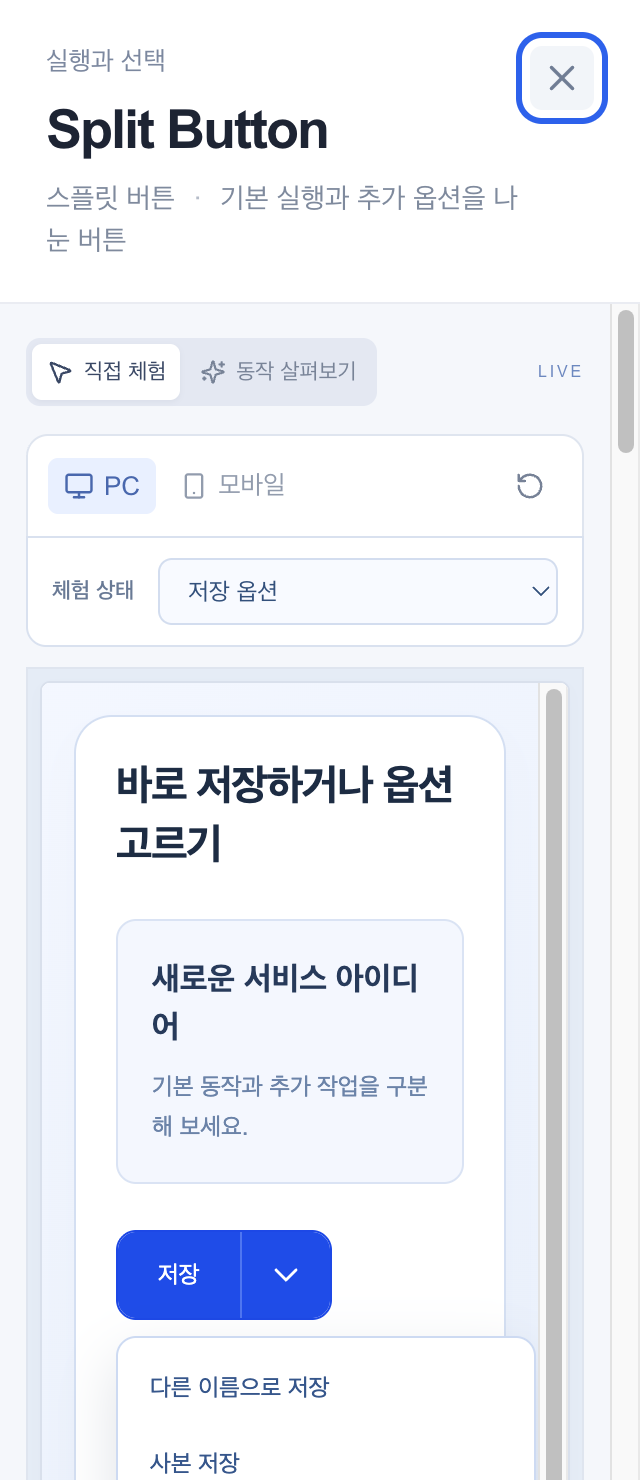 실행과 선택
Split Button
스플릿 버튼 · 기본 실행과 추가 옵션을 나
눈 버튼
직접 체험
동작 살펴보기
LIVE
PC
모바일
체험 상태
저장 옵션
바로 저장하거나 옵션
고르기
새로운 서비스 아이디
어
기본 동작과 추가 작업을 구분
해 보세요.
저장
다른 이름으로 저장
사본 저장